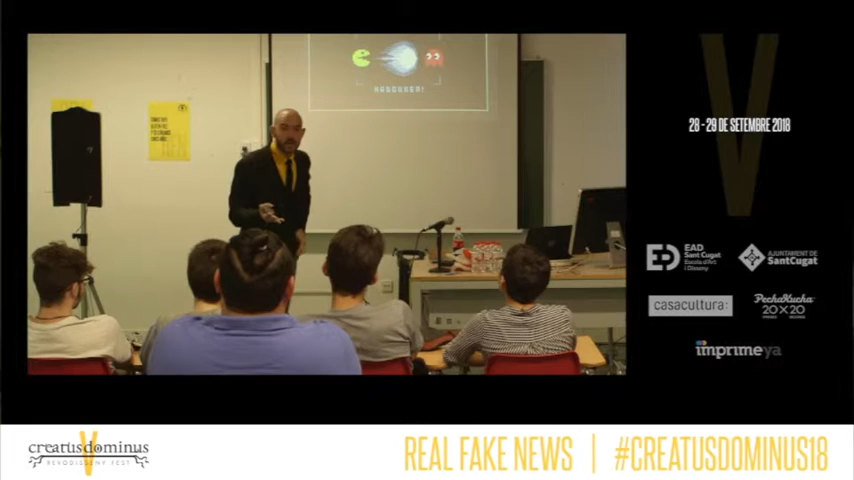 28 - 29 DE SETEMBRE 2018
EAD
Sant Cugat
Escola d'Art
i Disseny
AJUNTAMENT DE
SantCugat
casacultura:
PechaKucha
20×20
imprimeya
creatusdominus
REVODISSENY FEST
REAL FAKE NEWS | #CREATUSDOMINUS18